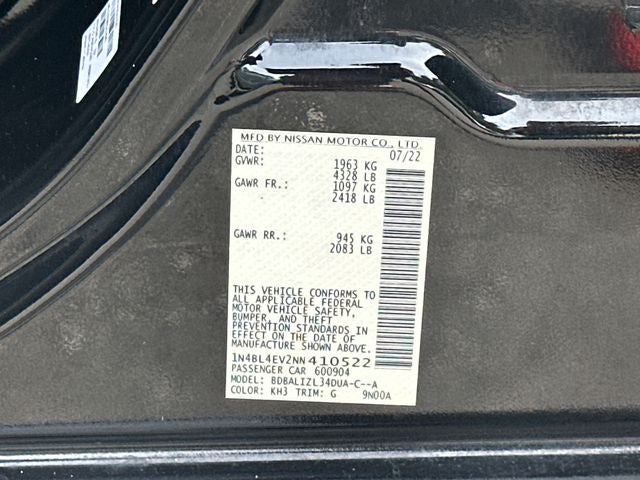 MFD BY NISSAN MOTOR CO., LTD.
DATE: 07/22
GVWR: 1963 KG
4328 LB
GAWR FR.: 1097 KG
2418 LB
GAWR RR.: 945 KG
2083 LB
THIS VEHICLE CONFORMS TO
ALL APPLICABLE FEDERAL
MOTOR VEHICLE SAFETY,
BUMPER, AND THEFT
PREVENTION STANDARDS IN
EFFECT ON THE DATE OF
MANUFACTURE SHOWN ABOVE.
1N4BL4EV2NN410522
PASSENGER CAR 600904
MODEL: BDBALIZL34DUA-C--A
COLOR: KH3 TRIM: G 9N00A